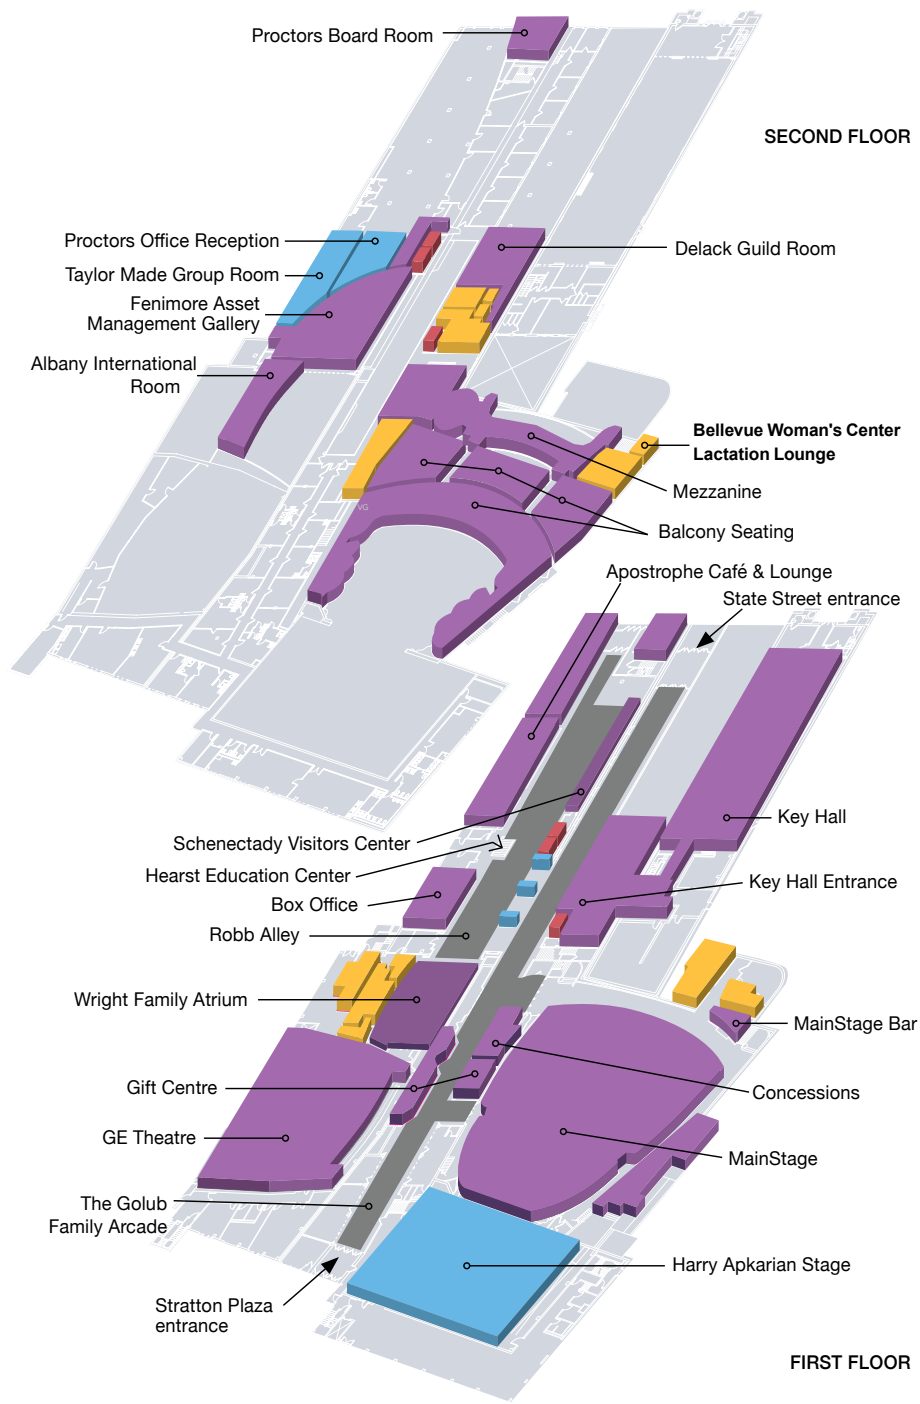 Proctors Board Room
SECOND FLOOR
Proctors Office Reception
Delack Guild Room
Taylor Made Group Room
Fenimore Asset
Management Gallery
Albany International
Room
Bellevue Woman's Center
Lactation Lounge
Mezzanine
VG
Balcony Seating
Apostrophe Café & Lounge
State Street entrance
Key Hall
Schenectady Visitors Center
Hearst Education Center
Key Hall Entrance
Box Office
Robb Alley
Wright Family Atrium
MainStage Bar
Gift Centre
Concessions
GE Theatre
MainStage
The Golub
Family Arcade
Harry Apkarian Stage
Stratton Plaza
entrance
FIRST FLOOR